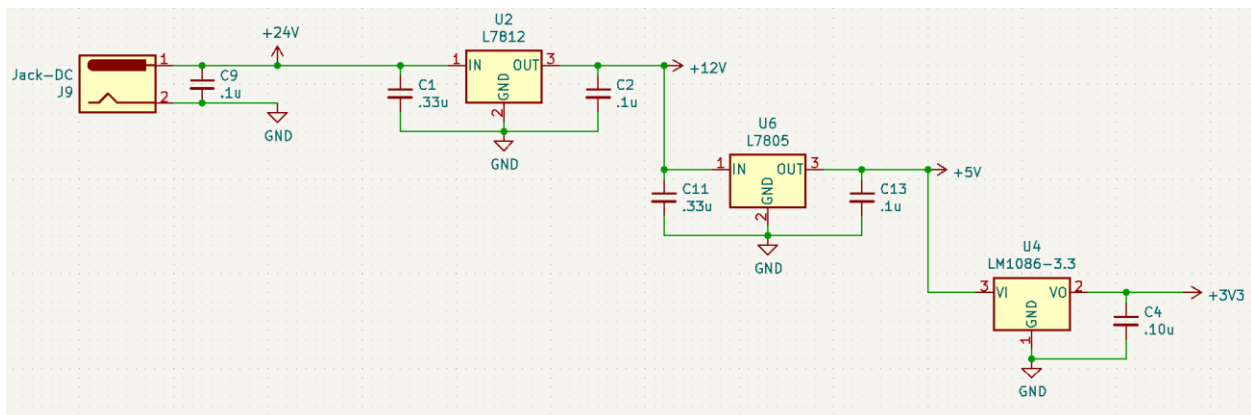 +24V
Jack-DC
J9
1
2
C9
.1u
GND
C1
.33u
U2
L7812
1
IN
OUT
3
GND
2
GND
C2
.1u
+12V
U6
L7805
1
IN
OUT
3
GND
2
GND
C11
.33u
C13
.1u
+5V
U4
LM1086-3.3
3
VI
VO
2
GND
1
GND
C4
.10u
+3V3